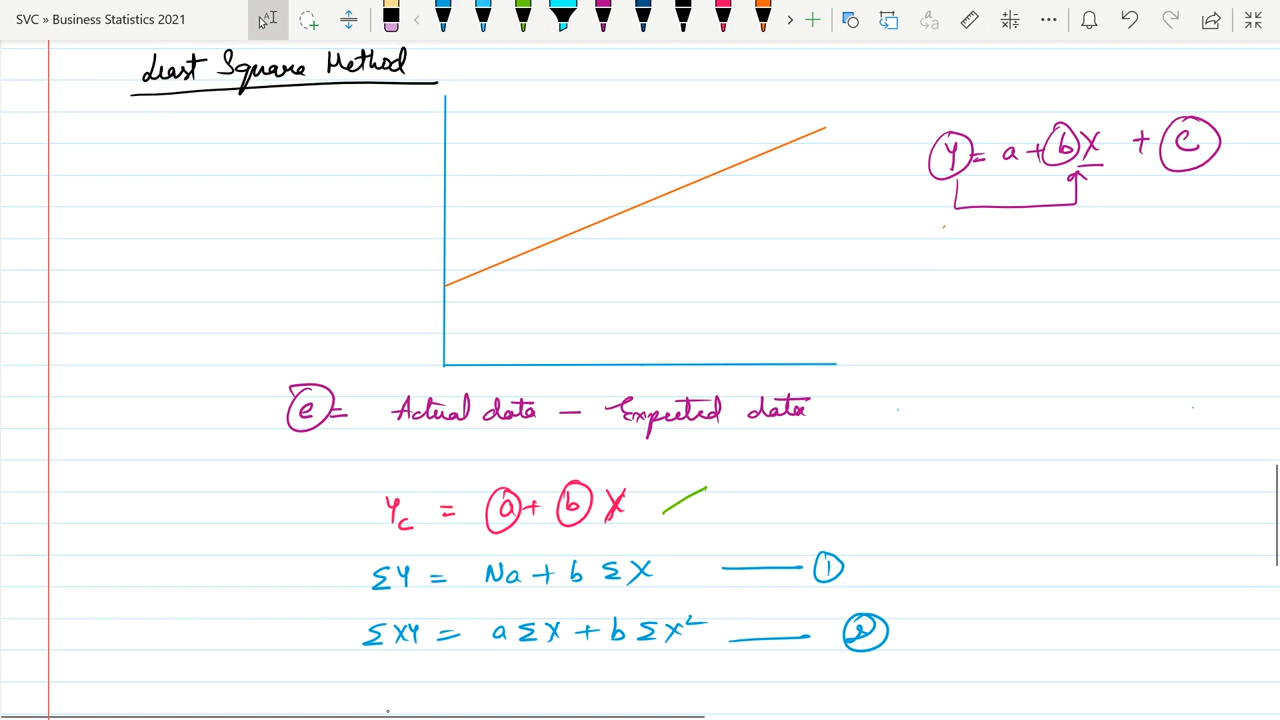 SVC » Business Statistics 2021
Least Square Method
Y = a + bX + e
e = Actual data - Expected data
Yc = a + b X
ΣY = Na + b ΣX —— 1
ΣXY = a ΣX + b ΣX² —— 2